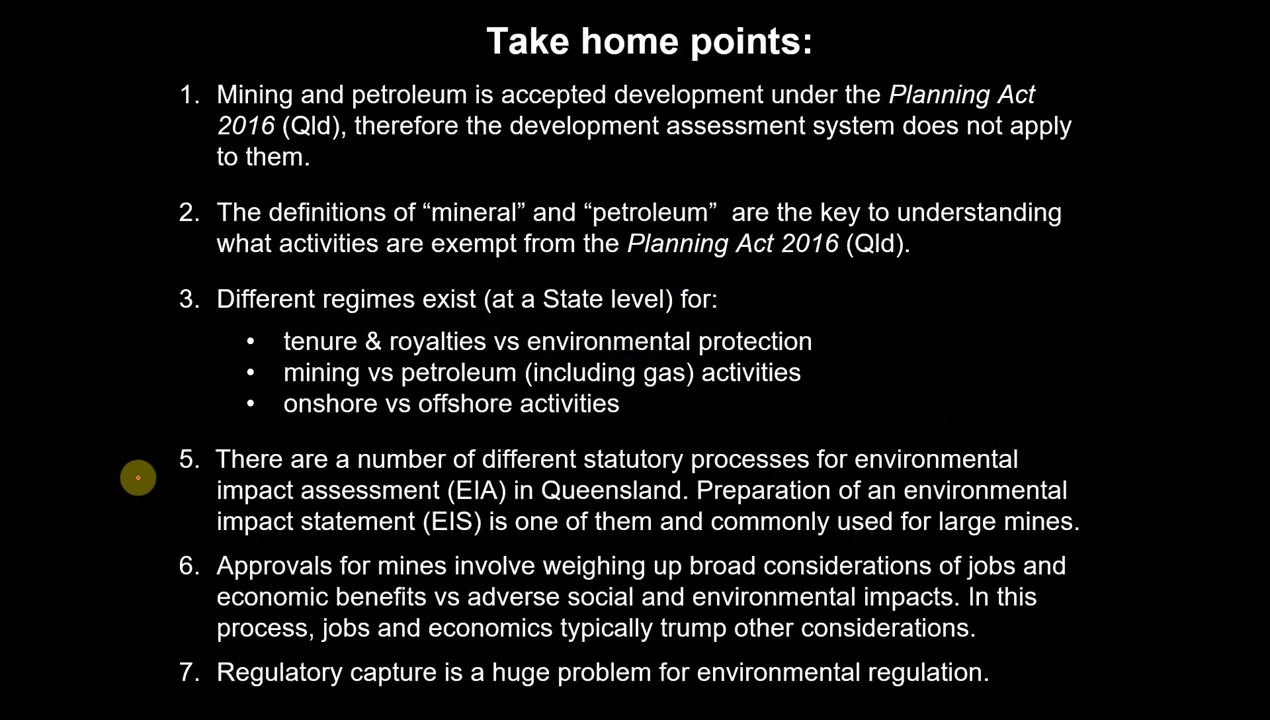 Take home points:
1. Mining and petroleum is accepted development under the Planning Act
2016 (Qld), therefore the development assessment system does not apply
to them.
2. The definitions of “mineral” and “petroleum” are the key to understanding
what activities are exempt from the Planning Act 2016 (Qld).
3. Different regimes exist (at a State level) for:
• tenure & royalties vs environmental protection
• mining vs petroleum (including gas) activities
• onshore vs offshore activities
5. There are a number of different statutory processes for environmental
impact assessment (EIA) in Queensland. Preparation of an environmental
impact statement (EIS) is one of them and commonly used for large mines.
6. Approvals for mines involve weighing up broad considerations of jobs and
economic benefits vs adverse social and environmental impacts. In this
process, jobs and economics typically trump other considerations.
7. Regulatory capture is a huge problem for environmental regulation.